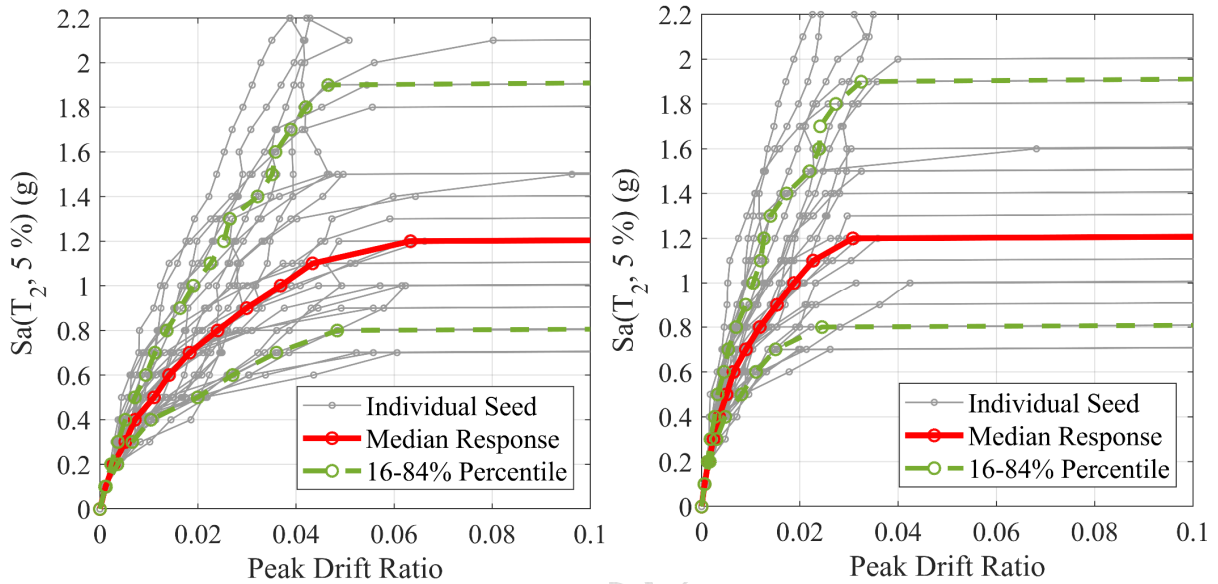 2.2
2
1.8
1.6
1.4
1.2
1
0.8
0.6
0.4
0.2
0
Sa(T2, 5 %) (g)
Individual Seed
Median Response
16-84% Percentile
0 0.02 0.04 0.06 0.08 0.1
Peak Drift Ratio
2.2
2
1.8
1.6
1.4
1.2
1
0.8
0.6
0.4
0.2
0
Sa(T2, 5 %) (g)
Individual Seed
Median Response
16-84% Percentile
0 0.02 0.04 0.06 0.08 0.1
Peak Drift Ratio